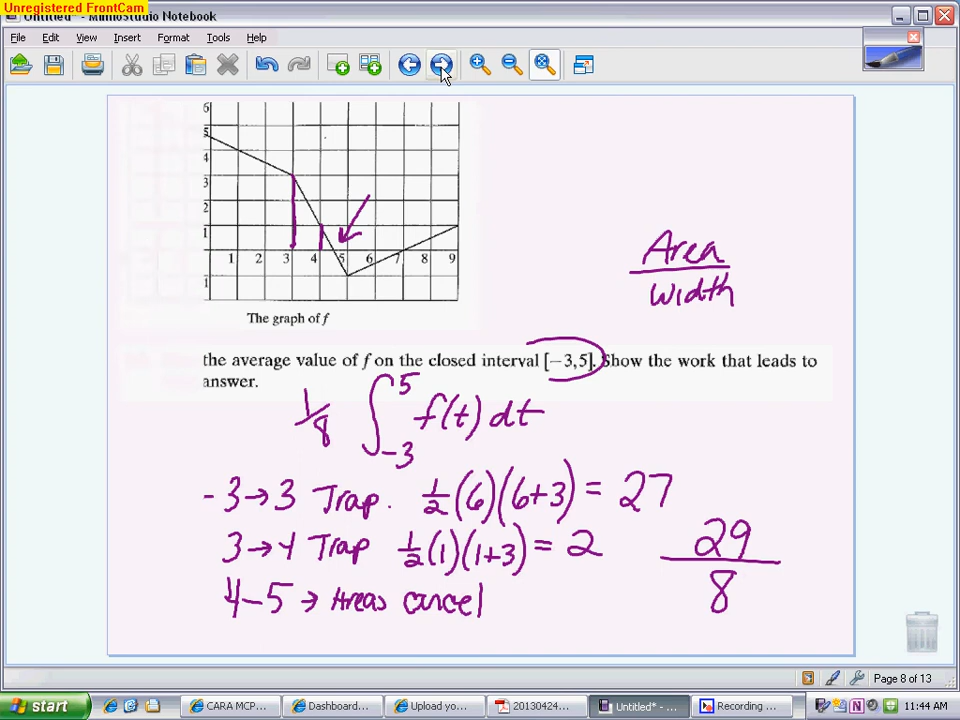 Unregistered FrontCam
Untitled* - MimioStudio Notebook
File Edit View Insert Format Tools Help
6
5
4
3
2
1
1 2 3 4 5 6 7 8 9
1
The graph of f
Area
Width
the average value of f on the closed interval [−3,5]. Show the work that leads to
answer.
1/8 ∫ 5 -3 f(t) dt
-3→3 Trap. 1/2 (6)(6+3) = 27
3→4 Trap 1/2 (1)(1+3) = 2
29
8
4-5 → Areas cancel
Page 8 of 13
start CARA MCP... Dashboard... Upload yo... 20130424... Untitled* - ... Recording ... 11:44 AM